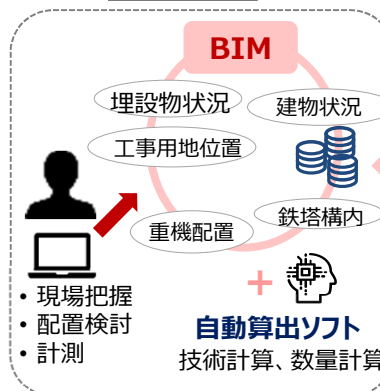 BIM
埋設物状況
建物状況
工事用地位置
鉄塔構内
重機配置
+
• 現場把握
• 配置検討
• 計測
自動算出ソフト
技術計算、数量計算